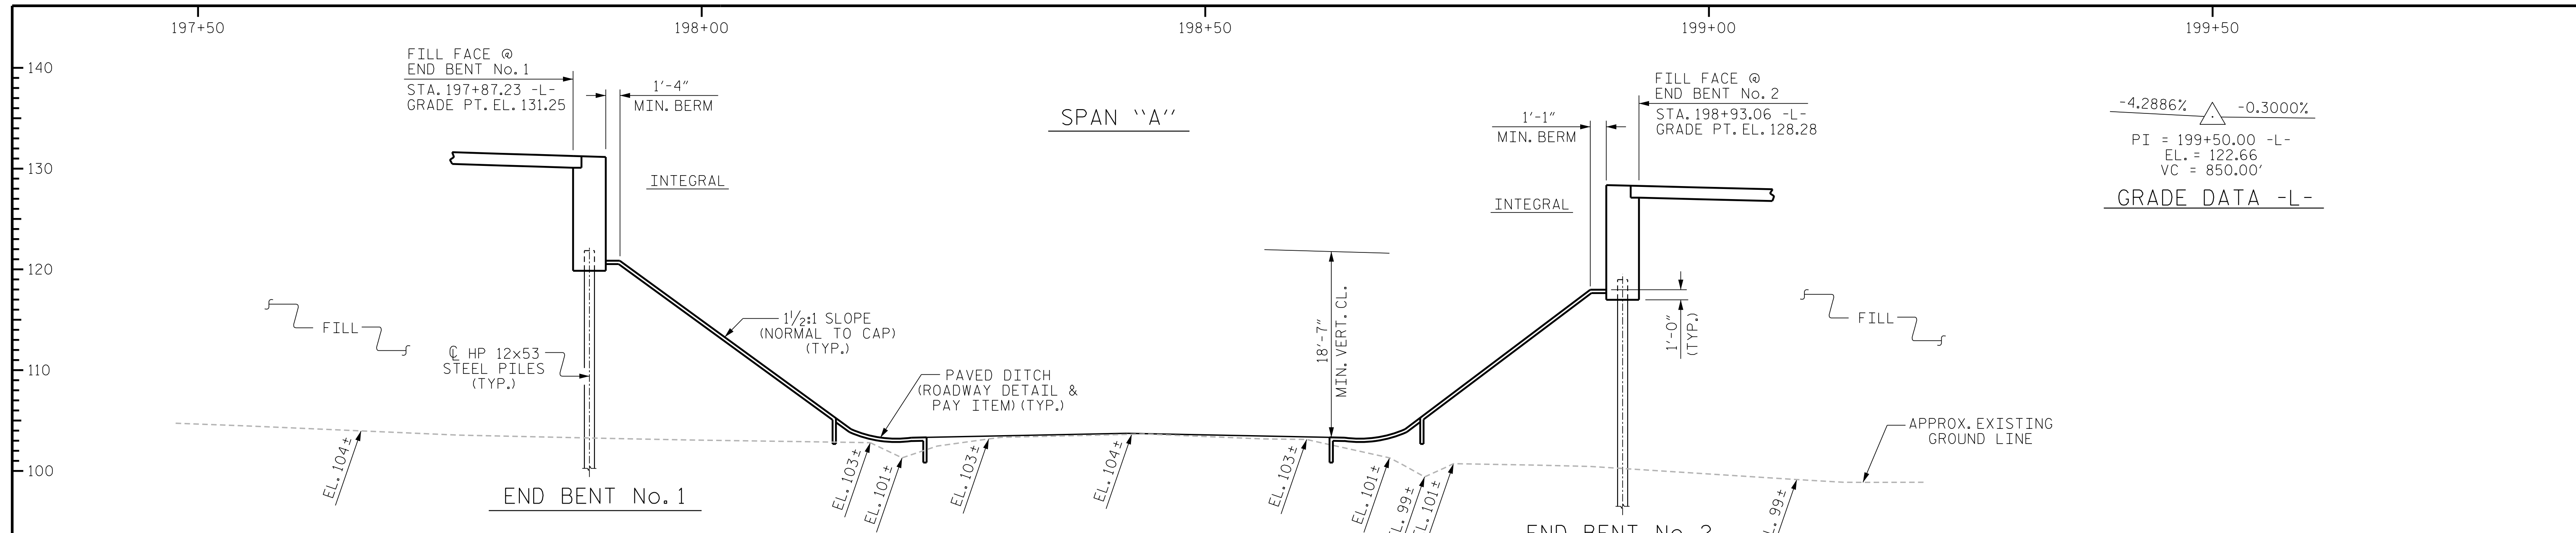 197+50
198+00
198+50
199+00
199+50
140
130
120
110
100
FILL FACE @
END BENT No. 1
STA. 197+87.23 -L-
GRADE PT. EL. 131.25
1'-4"
MIN. BERM
INTEGRAL
SPAN "A"
1'-1"
MIN. BERM
INTEGRAL
FILL FACE @
END BENT No. 2
STA. 198+93.06 -L-
GRADE PT. EL. 128.28
-4.2886%
-0.3000%
PI = 199+50.00 -L-
EL. = 122.66
VC = 850.00'
GRADE DATA -L-
FILL
℄ HP 12x53
STEEL PILES
(TYP.)
1½:1 SLOPE
(NORMAL TO CAP)
(TYP.)
PAVED DITCH
(ROADWAY DETAIL &
PAY ITEM) (TYP.)
18'-7"
MIN. VERT. CL.
1'-0"
(TYP.)
FILL
APPROX. EXISTING
GROUND LINE
EL. 104±
EL. 103±
EL. 101±
EL. 103±
EL. 104±
EL. 103±
EL. 101±
L. 99±
L. 101±
L. 99±
END BENT No. 1
END BENT No. 2